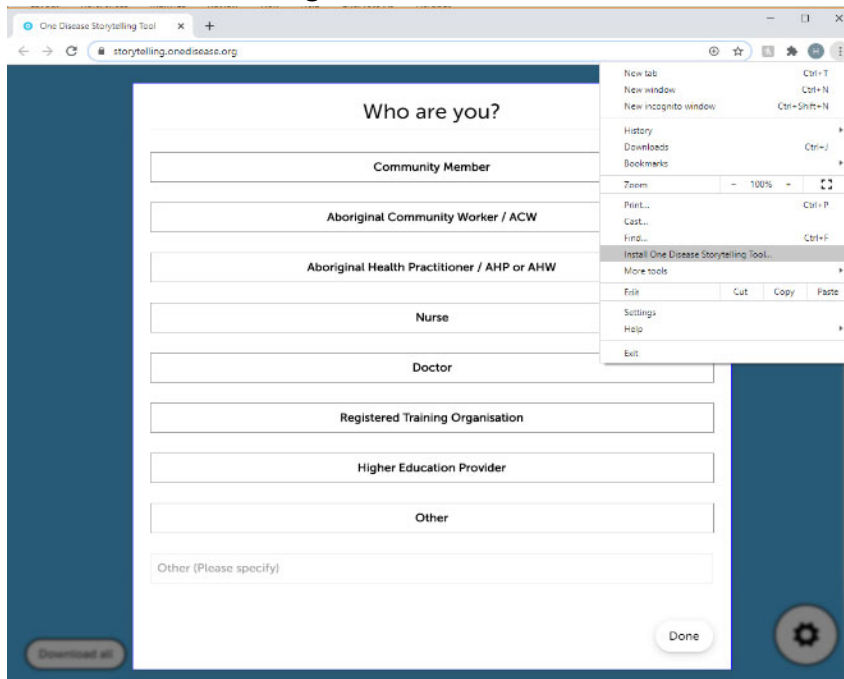 One Disease Storytelling Tool
storytelling.onedisease.org
New tab Ctrl+T
New window Ctrl+N
New incognito window Ctrl+Shift+N
History
Downloads Ctrl+J
Bookmarks
Zoom - 100% +
Print... Ctrl+P
Cast...
Find... Ctrl+F
Install One Disease Storytelling Tool...
More tools
Edit Cut Copy Paste
Settings
Help
Exit
Who are you?
Community Member
Aboriginal Community Worker / ACW
Aboriginal Health Practitioner / AHP or AHW
Nurse
Doctor
Registered Training Organisation
Higher Education Provider
Other
Other (Please specify)
Done
Download all